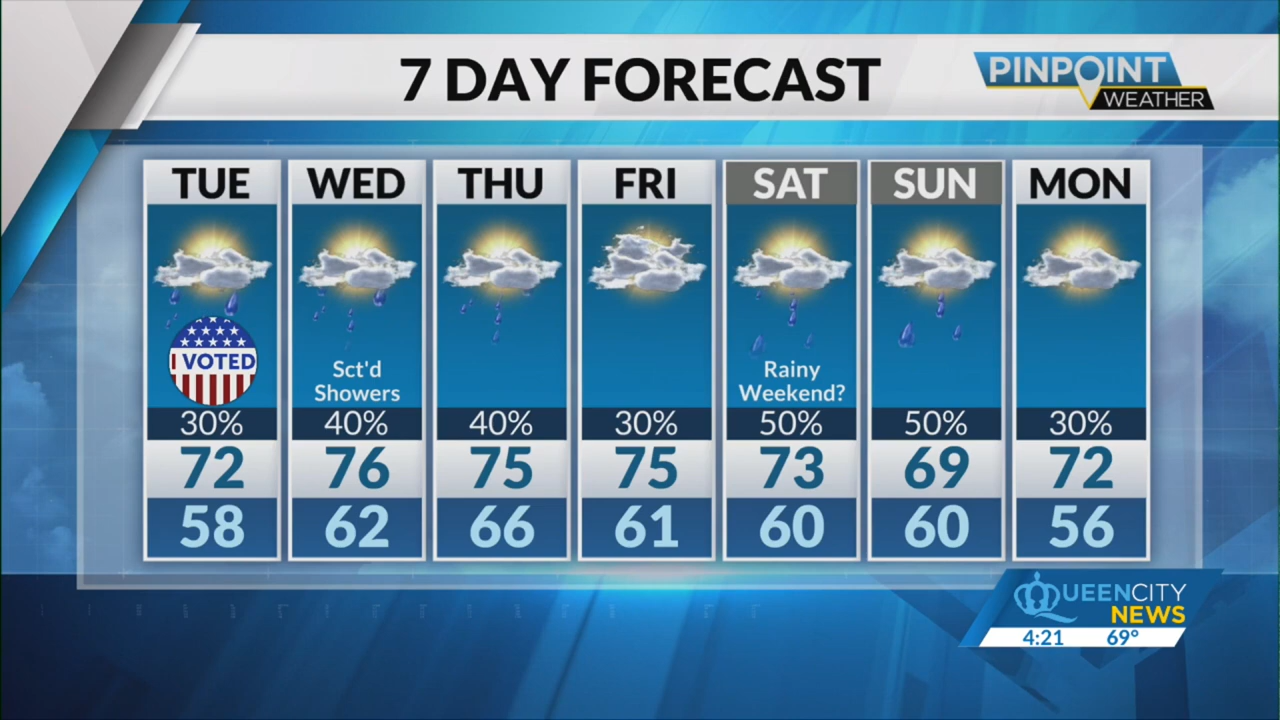 7 DAY FORECAST
PINPOINT
WEATHER
TUE WED THU FRI SAT SUN MON
I VOTED
Sct'd
Showers
Rainy
Weekend?
30% 40% 40% 30% 50% 50% 30%
72 76 75 75 73 69 72
58 62 66 61 60 60 56
QUEENCITY
NEWS
4:21 69°